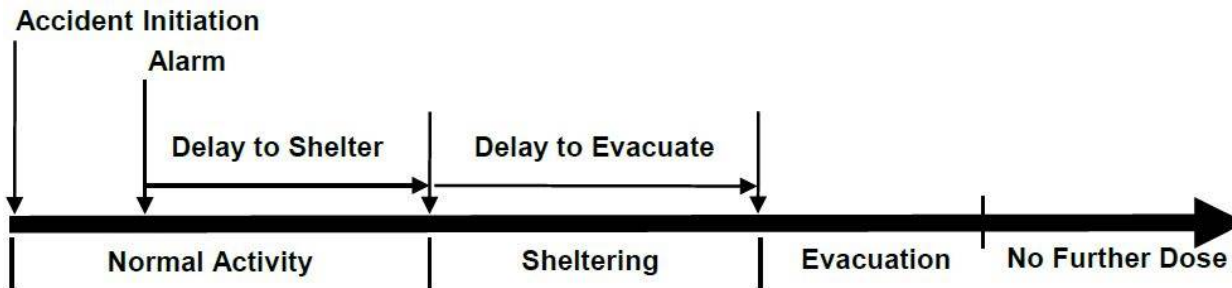 Accident Initiation
Alarm
Delay to Shelter
Delay to Evacuate
Normal Activity
Sheltering
Evacuation
No Further Dose